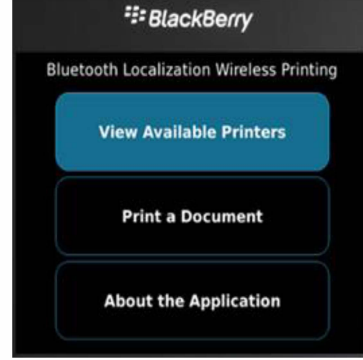 BlackBerry
Bluetooth Localization Wireless Printing
View Available Printers
Print a Document
About the Application